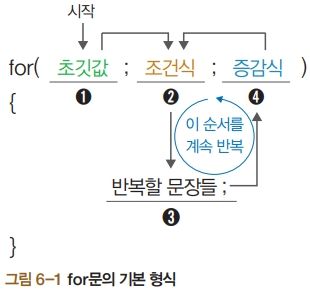 시작
for( 초깃값 ; 조건식 ; 증감식 )
❶ ❷ ❹
{
이 순서를
계속 반복
반복할 문장들 ;
❸
}
그림 6-1 for문의 기본 형식